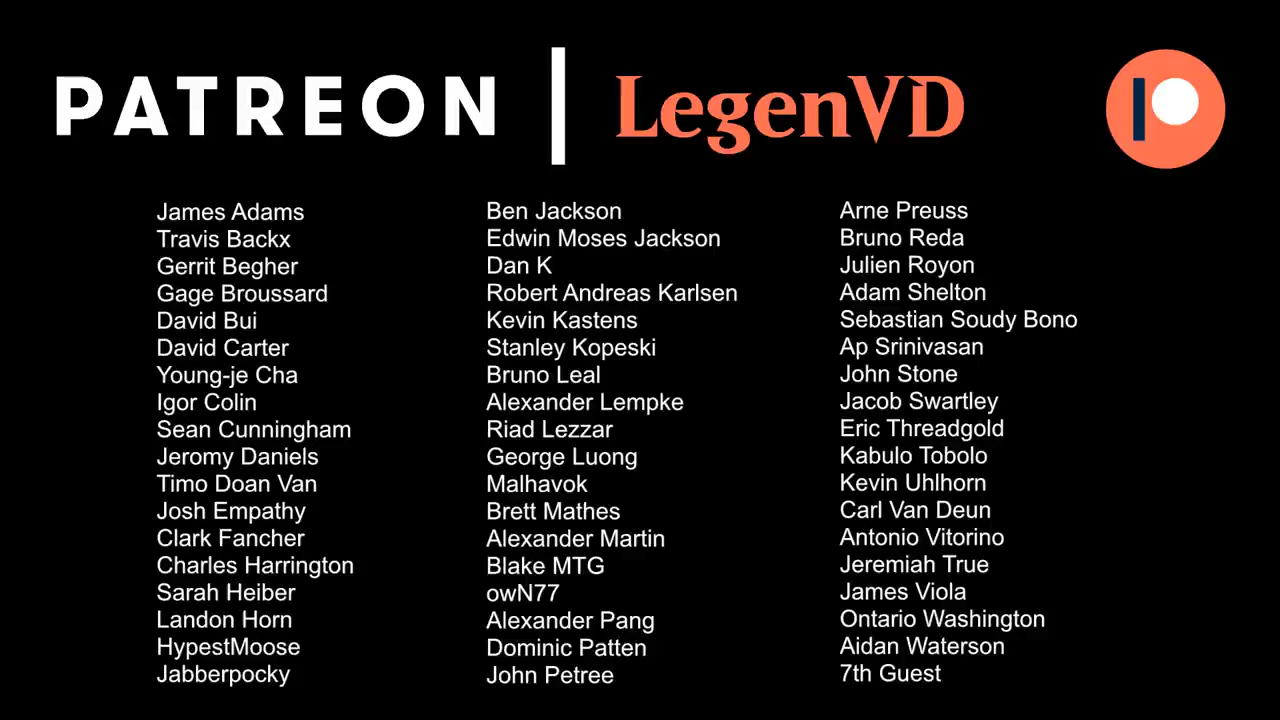 PATREON | LegenVD
James Adams
Travis Backx
Gerrit Begher
Gage Broussard
David Bui
David Carter
Young-je Cha
Igor Colin
Sean Cunningham
Jeromy Daniels
Timo Doan Van
Josh Empathy
Clark Fancher
Charles Harrington
Sarah Heiber
Landon Horn
HypestMoose
Jabberpocky
Ben Jackson
Edwin Moses Jackson
Dan K
Robert Andreas Karlsen
Kevin Kastens
Stanley Kopeski
Bruno Leal
Alexander Lempke
Riad Lezzar
George Luong
Malhavok
Brett Mathes
Alexander Martin
Blake MTG
owN77
Alexander Pang
Dominic Patten
John Petree
Arne Preuss
Bruno Reda
Julien Royon
Adam Shelton
Sebastian Soudy Bono
Ap Srinivasan
John Stone
Jacob Swartley
Eric Threadgold
Kabulo Tobolo
Kevin Uhlhorn
Carl Van Deun
Antonio Vitorino
Jeremiah True
James Viola
Ontario Washington
Aidan Waterson
7th Guest